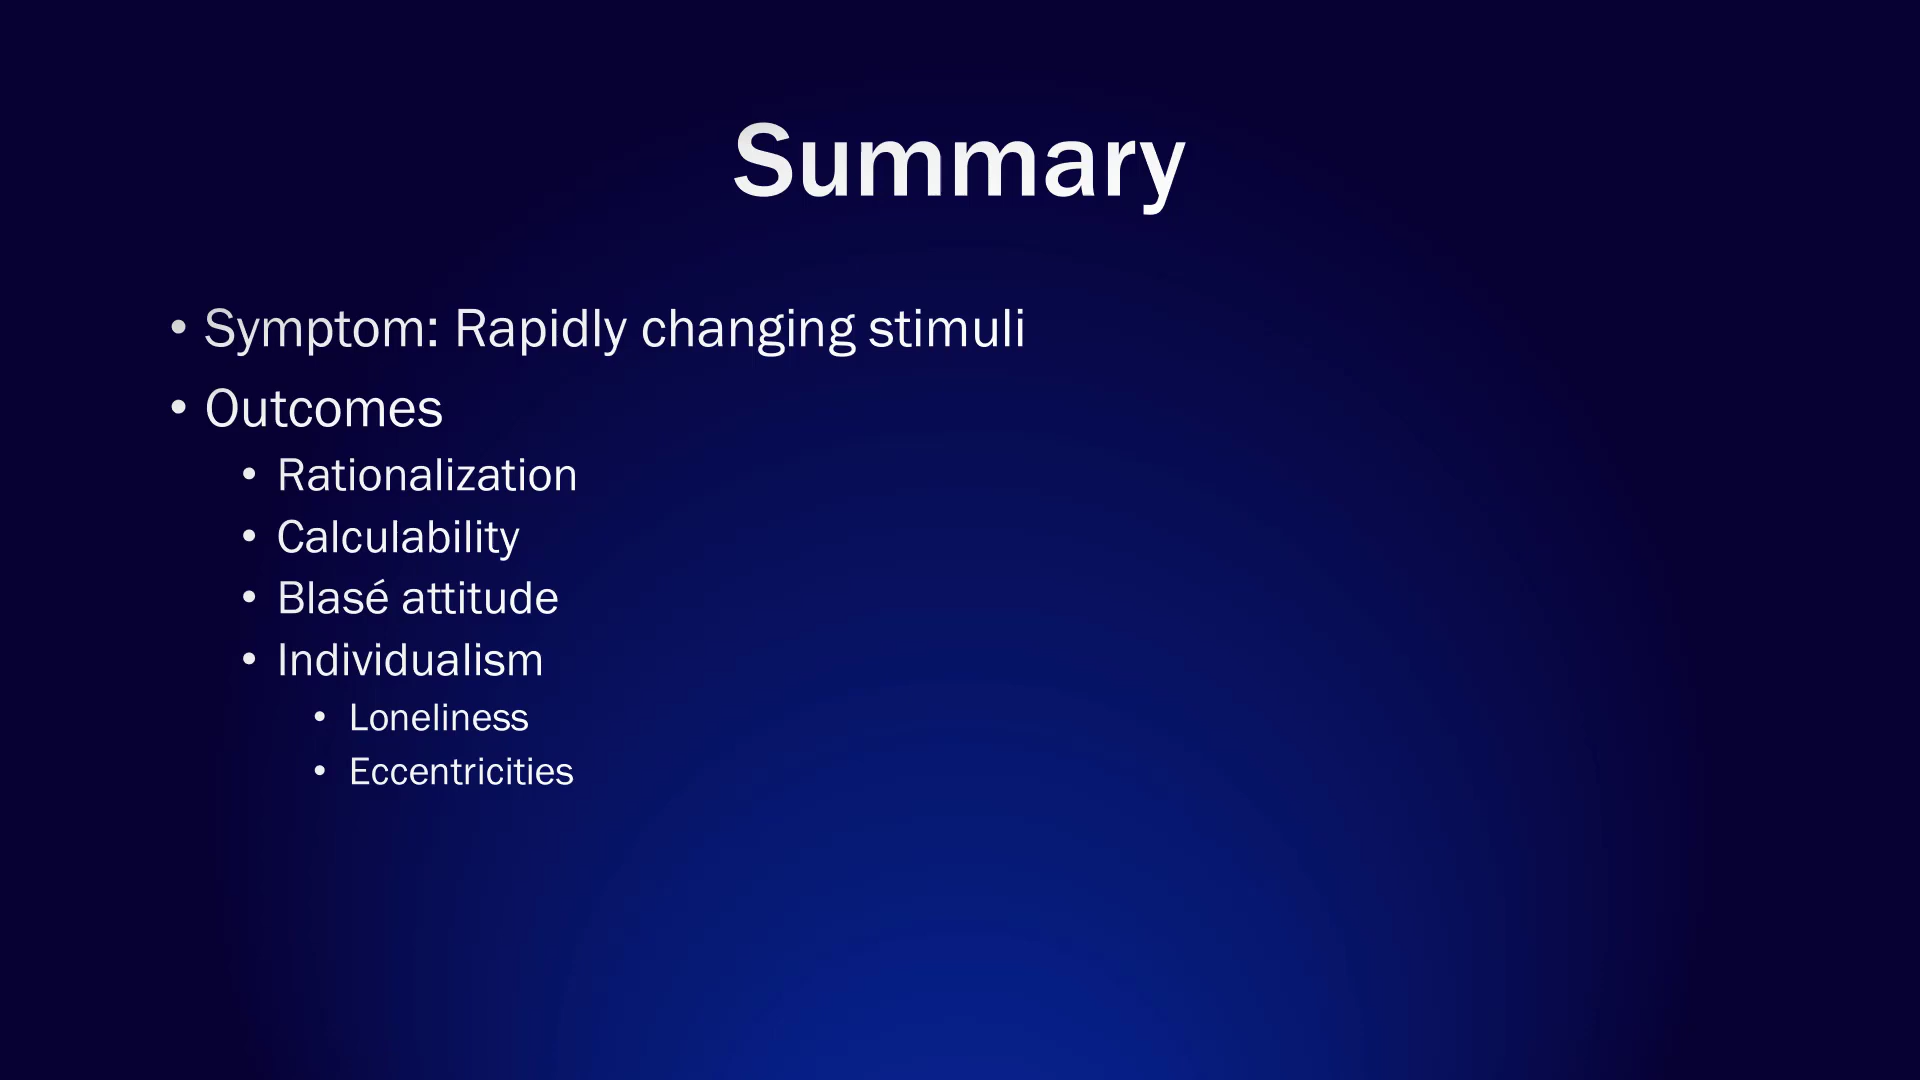 Summary
• Symptom: Rapidly changing stimuli
• Outcomes
• Rationalization
• Calculability
• Blasé attitude
• Individualism
• Loneliness
• Eccentricities